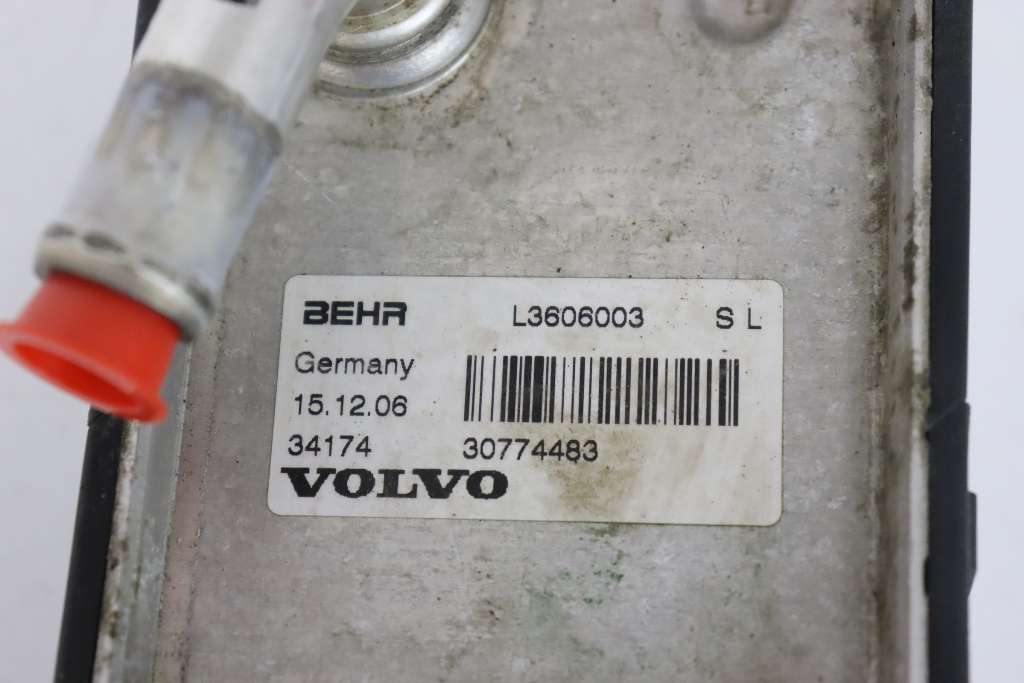 BEHR L3606003 S L
Germany
15.12.06
34174 30774483
VOLVO